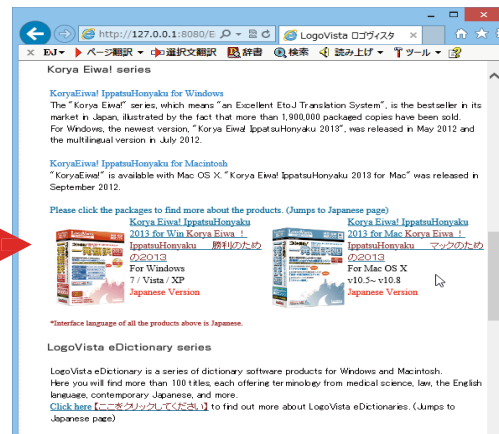 http://127.0.0.1:8080/E
LogoVista ロゴヴィスタ
× EJ ページ翻訳 選択文翻訳 辞書 検索 読み上げ ツール
Korya Eiwa! series
KoryaEiwa! IppatsuHonyaku for Windows
The "Korya Eiwa!" series, which means "an Excellent EtoJ Translation System", is the bestseller in its
market in Japan, illustrated by the fact that more than 1,900,000 packaged copies have been sold.
For Windows, the newest version, "Korya Eiwa! IppatsuHonyaku 2013", was released in May 2012 and
the multilingual version in July 2012.
KoryaEiwa! IppatsuHonyaku for Macintosh
"KoryaEiwa!" is available with Mac OS X. "Korya Eiwa! IppatsuHonyaku 2013 for Mac" was released in
September 2012.
Please click the packages to find more about the products. (Jumps to Japanese page)
Korya Eiwa! IppatsuHonyaku
2013 for Win Korya Eiwa !
IppatsuHonyaku 勝利のため
の2013
For Windows
7 / Vista / XP
Japanese Version
Korya Eiwa! IppatsuHonyaku
2013 for Mac Korya Eiwa !
IppatsuHonyaku マックのため
の2013
For Mac OS X
v10.5~ v10.8
Japanese Version
*Interface language of all the products above is Japanese.
LogoVista eDictionary series
LogoVista eDictionary is a series of dictionary software products for Windows and Macintosh.
Here you will find more than 100 titles, each offering terminology from medical science, law, the English
language, contemporary Japanese, and more.
Click here【ここをクリックしてください】to find out more about LogoVista eDictionaries. (Jumps to
Japanese page)